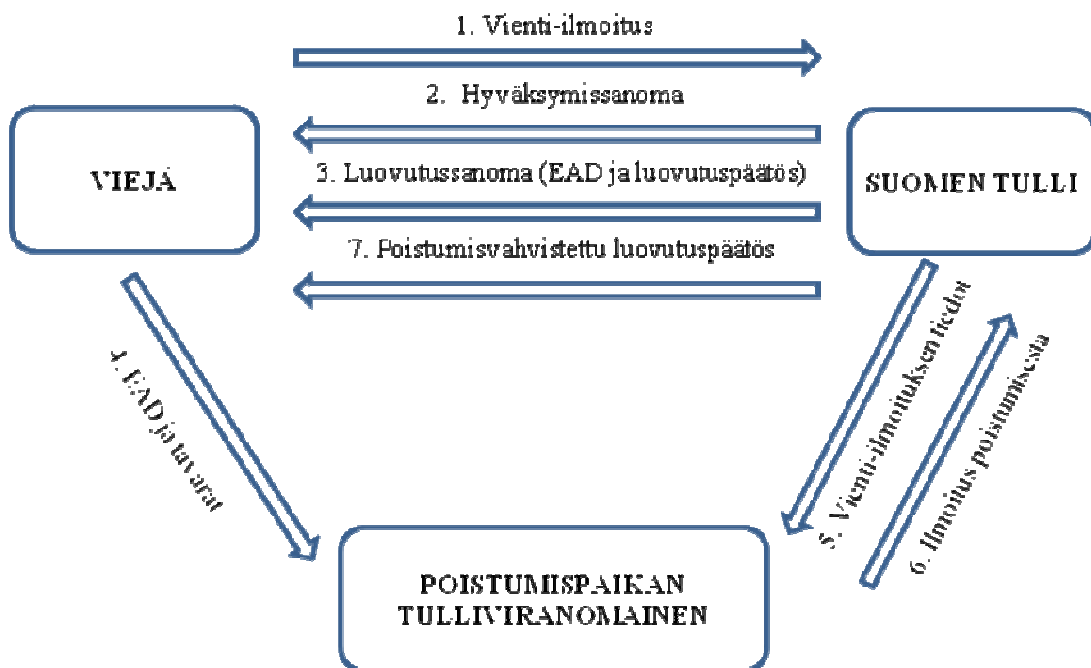 1. Vienti-ilmoitus
2. Hyväksymissanoma
3. Luovutussanoma (EAD ja luovutuspäätös)
7. Poistumisvahvistettu luovutuspäätös
VIEJÄ
SUOMEN TULLI
4. EAD ja tavarat
5. Vienti-ilmoituksen tiedot
6. Ilmoitus poistumisesta
POISTUMISPAIKAN
TULLIVIRANOMAINEN